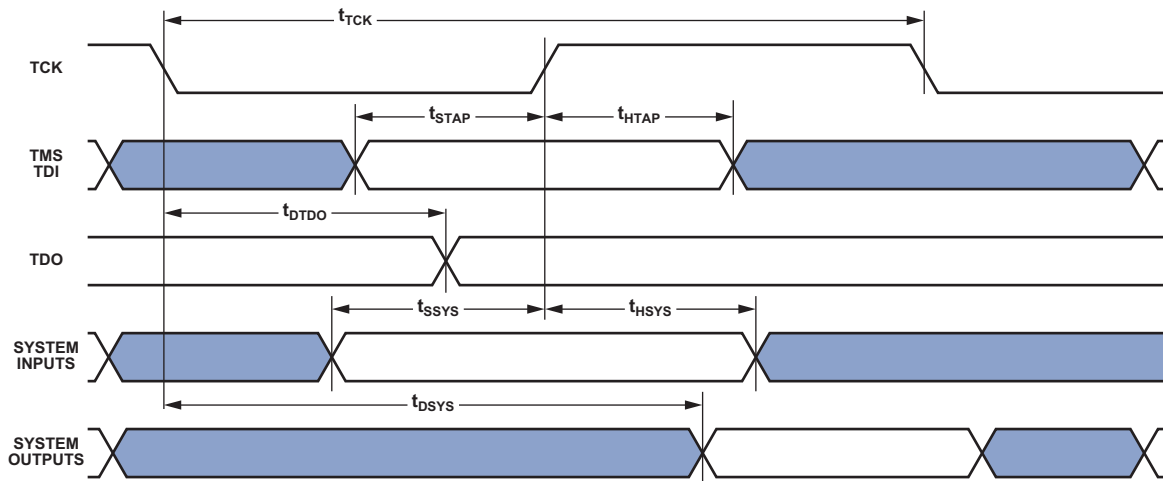 tTCK
TCK
tSTAP
tHTAP
TMS
TDI
tDTDO
TDO
tSSYS
tHSYS
SYSTEM
INPUTS
tDSYS
SYSTEM
OUTPUTS